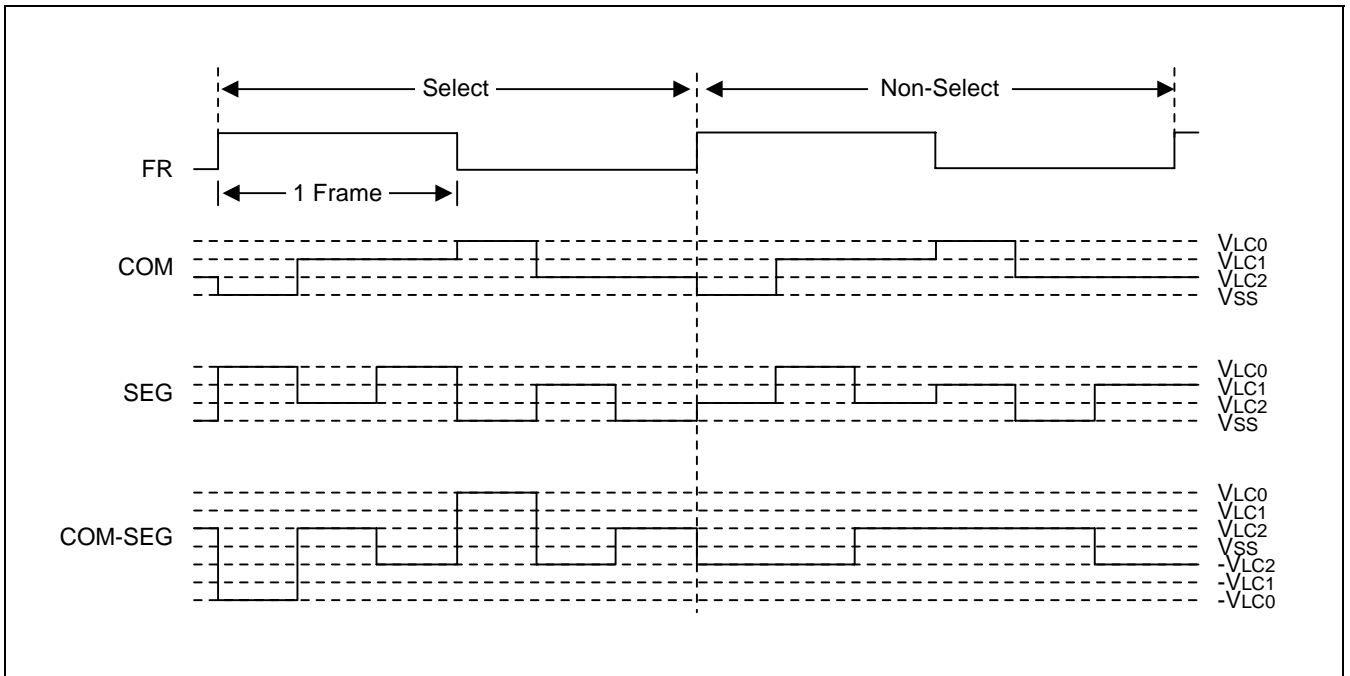 Select
Non-Select
FR
1 Frame
COM
VLC0
VLC1
VLC2
VSS
SEG
VLC0
VLC1
VLC2
VSS
COM-SEG
VLC0
VLC1
VLC2
VSS
-VLC2
-VLC1
-VLC0